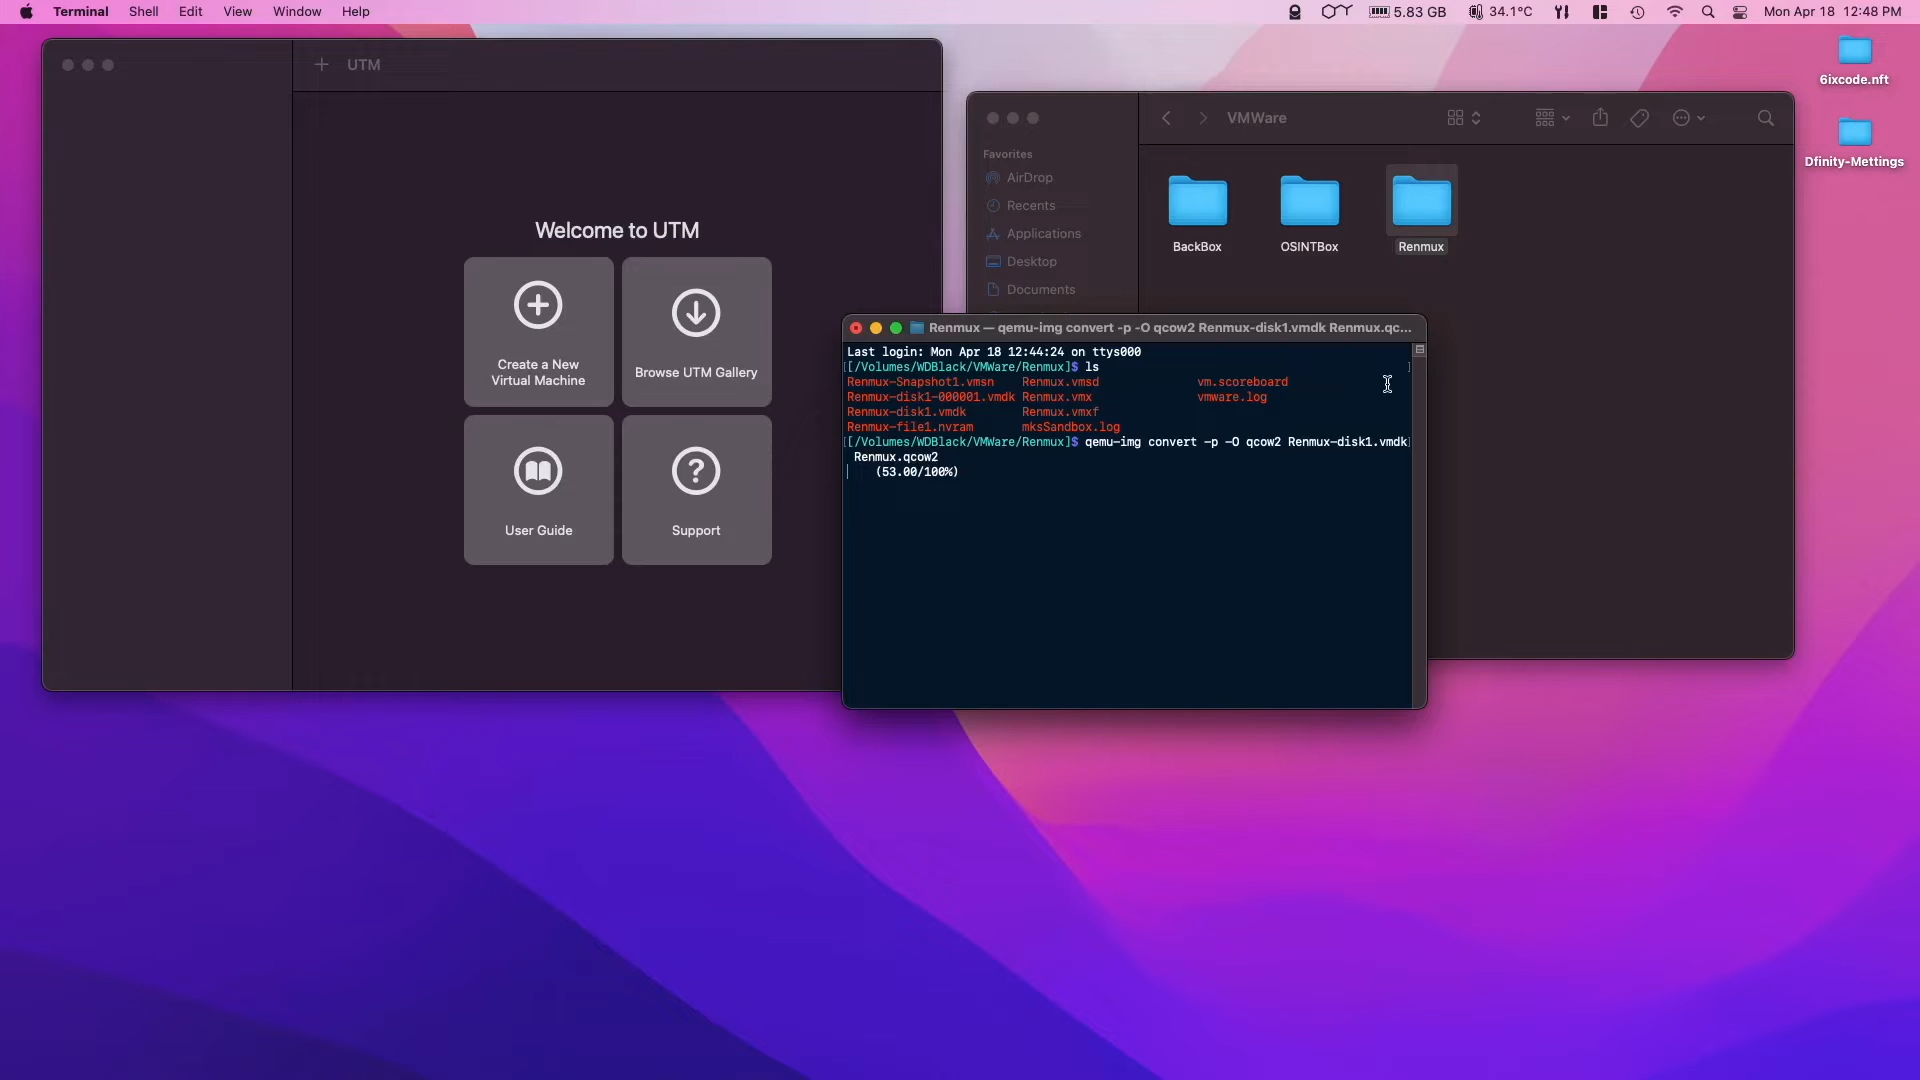 Terminal Shell Edit View Window Help
5.83 GB 34.1°C Mon Apr 18 12:48 PM
UTM
Welcome to UTM
Create a New
Virtual Machine
Browse UTM Gallery
User Guide
Support
VMWare
Favorites
AirDrop
Recents
Applications
Desktop
Documents
BackBox
OSINTBox
Renmux
6ixcode.nft
Dfinity-Mettings
Renmux — qemu-img convert -p -O qcow2 Renmux-disk1.vmdk Renmux.qc...
Last login: Mon Apr 18 12:44:24 on ttys000
[[/Volumes/WDBlack/VMWare/Renmux]$ ls ]
Renmux-Snapshot1.vmsn Renmux.vmsd vm.scoreboard
Renmux-disk1-000001.vmdk Renmux.vmx vmware.log
Renmux-disk1.vmdk Renmux.vmxf
Renmux-file1.nvram mksSandbox.log
[[/Volumes/WDBlack/VMWare/Renmux]$ qemu-img convert -p -O qcow2 Renmux-disk1.vmdk]
Renmux.qcow2
(53.00/100%)